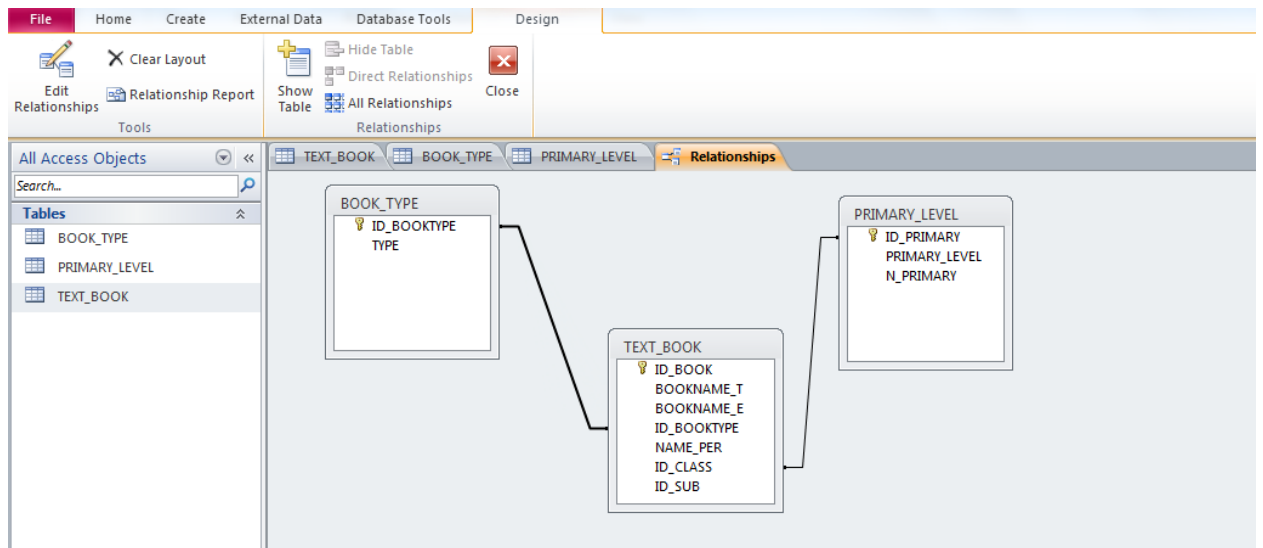 File Home Create External Data Database Tools Design
Edit Relationships
Clear Layout
Relationship Report
Tools
Show Table
Hide Table
Direct Relationships
All Relationships
Close
Relationships
All Access Objects
Search...
Tables
BOOK_TYPE
PRIMARY_LEVEL
TEXT_BOOK
TEXT_BOOK BOOK_TYPE PRIMARY_LEVEL Relationships
BOOK_TYPE
ID_BOOKTYPE
TYPE
TEXT_BOOK
ID_BOOK
BOOKNAME_T
BOOKNAME_E
ID_BOOKTYPE
NAME_PER
ID_CLASS
ID_SUB
PRIMARY_LEVEL
ID_PRIMARY
PRIMARY_LEVEL
N_PRIMARY